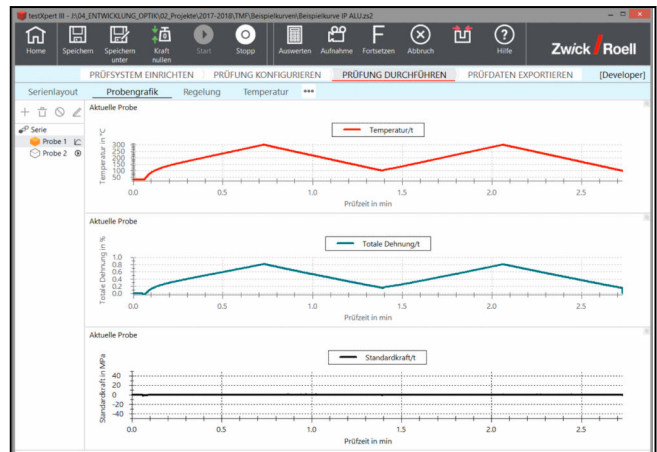 testXpert III - J:\04_ENTWICKLUNG_OPTIK\02_Projekte\2017-2018\TMF\Beispielkurven\Beispielkurve IP ALU.zs2
Home Speichern Speichern unter Kraft nullen Start Stopp Auswerten Aufnahme Fortsetzen Abbruch Hilfe Zwick Roell
PRÜFSYSTEM EINRICHTEN PRÜFUNG KONFIGURIEREN PRÜFUNG DURCHFÜHREN PRÜFDATEN EXPORTIEREN [Developer]
Serienlayout Probengrafik Regelung Temperatur •••
Serie
Probe 1
Probe 2
Aktuelle Probe
Temperatur/t
Temperatur in °C
300
250
200
150
100
50
0.0 0.5 1.0 1.5 2.0 2.5
Prüfzeit in min
Aktuelle Probe
Totale Dehnung/t
Totale Dehnung in %
1.0
0.8
0.6
0.4
0.2
0.0
0.0 0.5 1.0 1.5 2.0 2.5
Prüfzeit in min
Aktuelle Probe
Standardkraft/t
Standardkraft in MPa
40
20
0
-20
-40
0.0 0.5 1.0 1.5 2.0 2.5
Prüfzeit in min